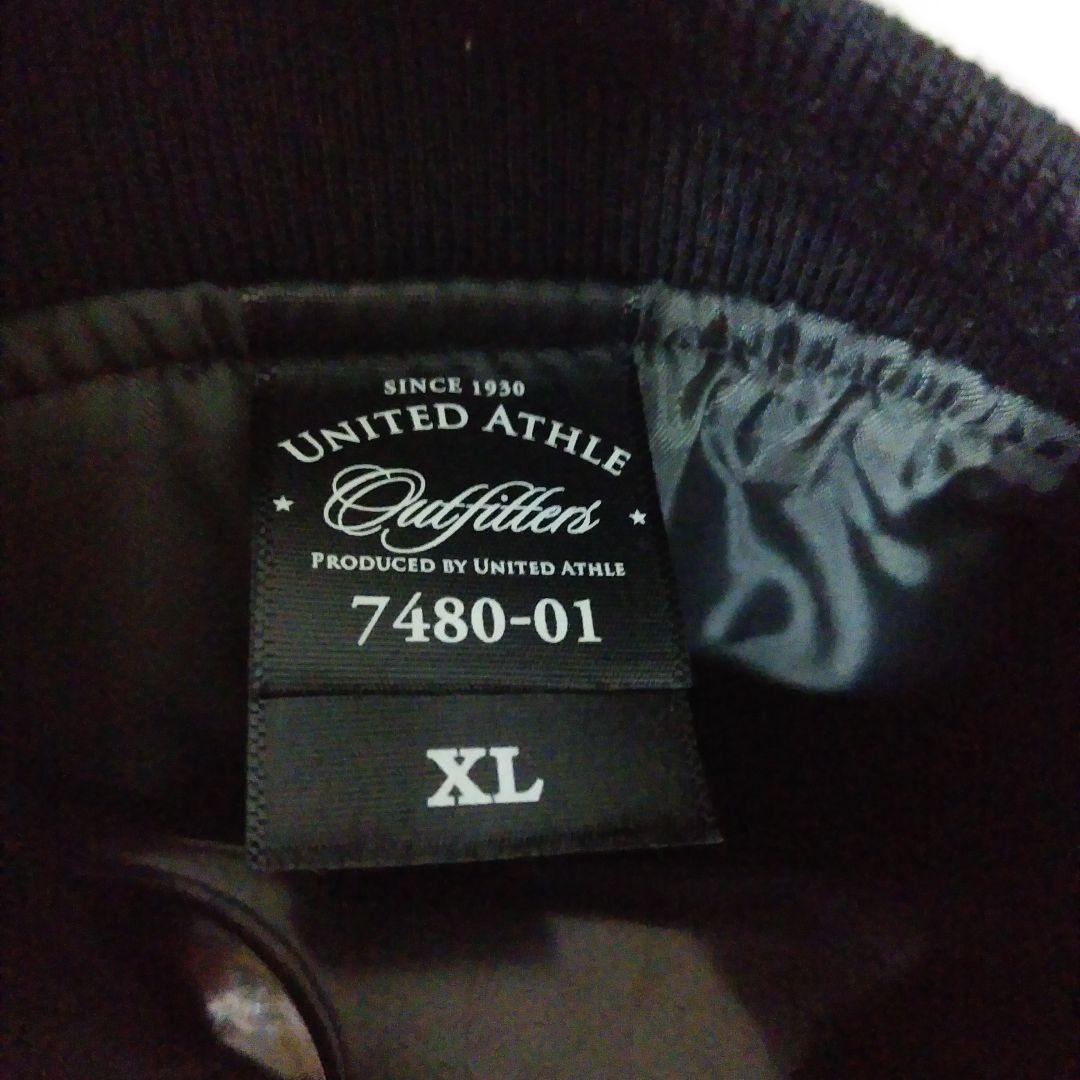 SINCE 1930
UNITED ATHLE
Outfitters
PRODUCED BY UNITED ATHLE
7480-01
XL